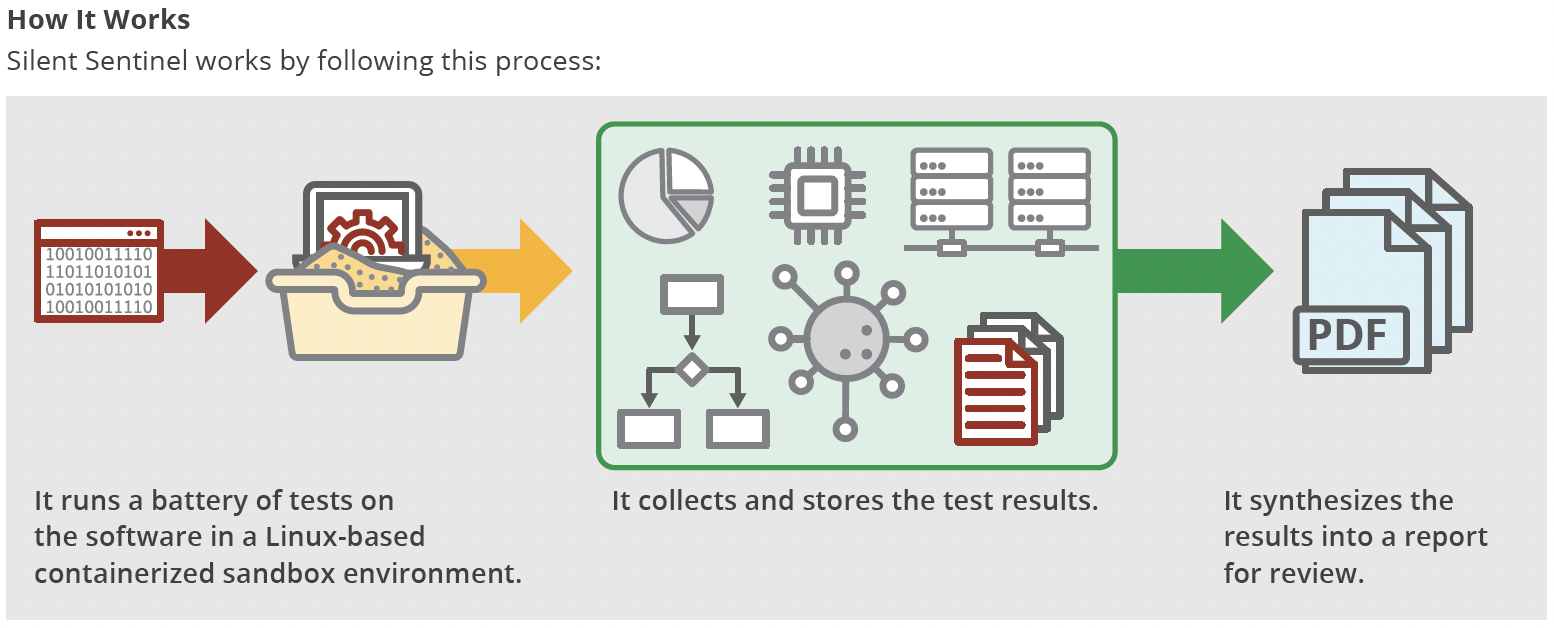 How It Works
Silent Sentinel works by following this process:
10010011110
11011010101
01010101010
10010011110
PDF
It runs a battery of tests on
the software in a Linux-based
containerized sandbox environment.
It collects and stores the test results.
It synthesizes the
results into a report
for review.